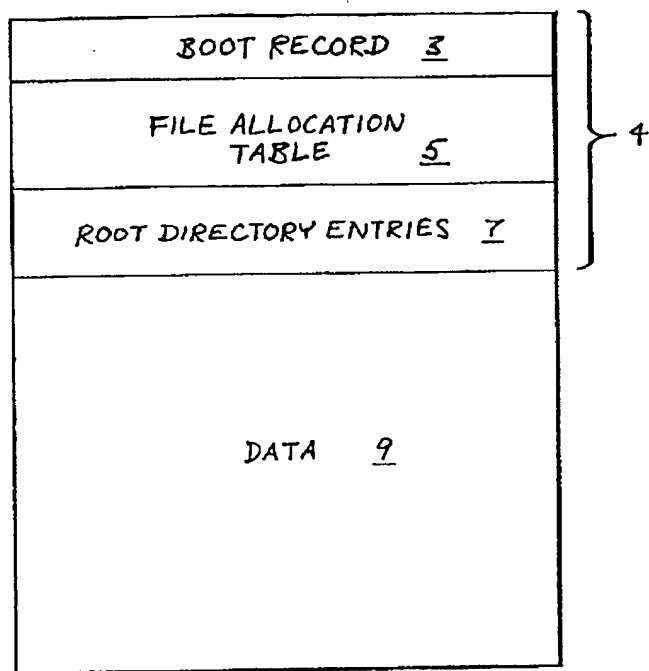 BOOT RECORD 3
FILE ALLOCATION
TABLE 5
ROOT DIRECTORY ENTRIES 7
4
DATA 9